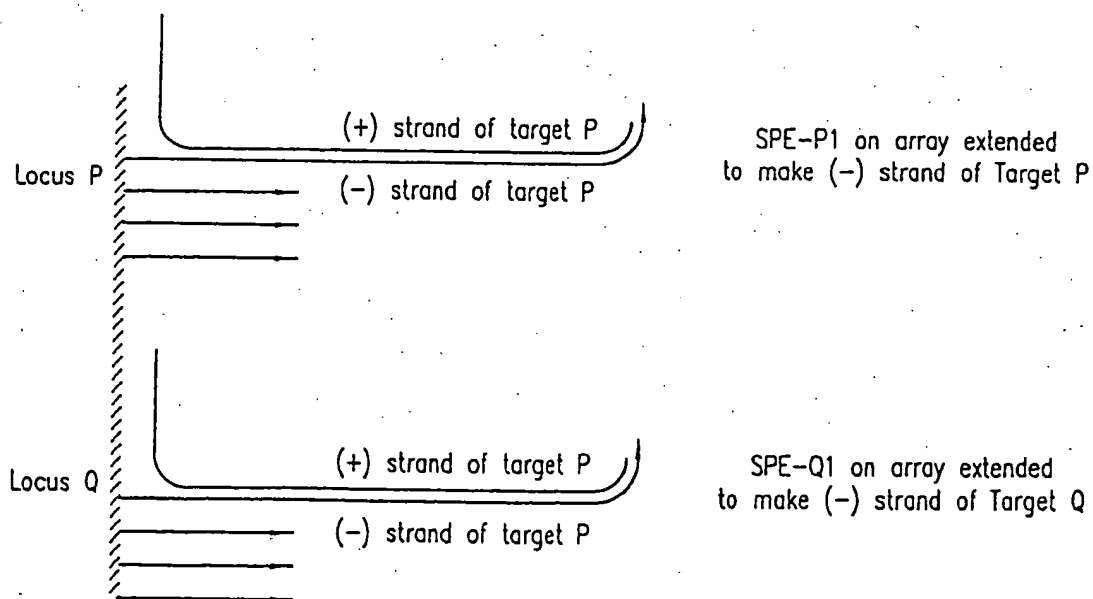 (+) strand of target P
SPE-P1 on array extended
to make (-) strand of Target P
Locus P
(-) strand of target P
(+) strand of target P
SPE-Q1 on array extended
to make (-) strand of Target Q
Locus Q
(-) strand of target P